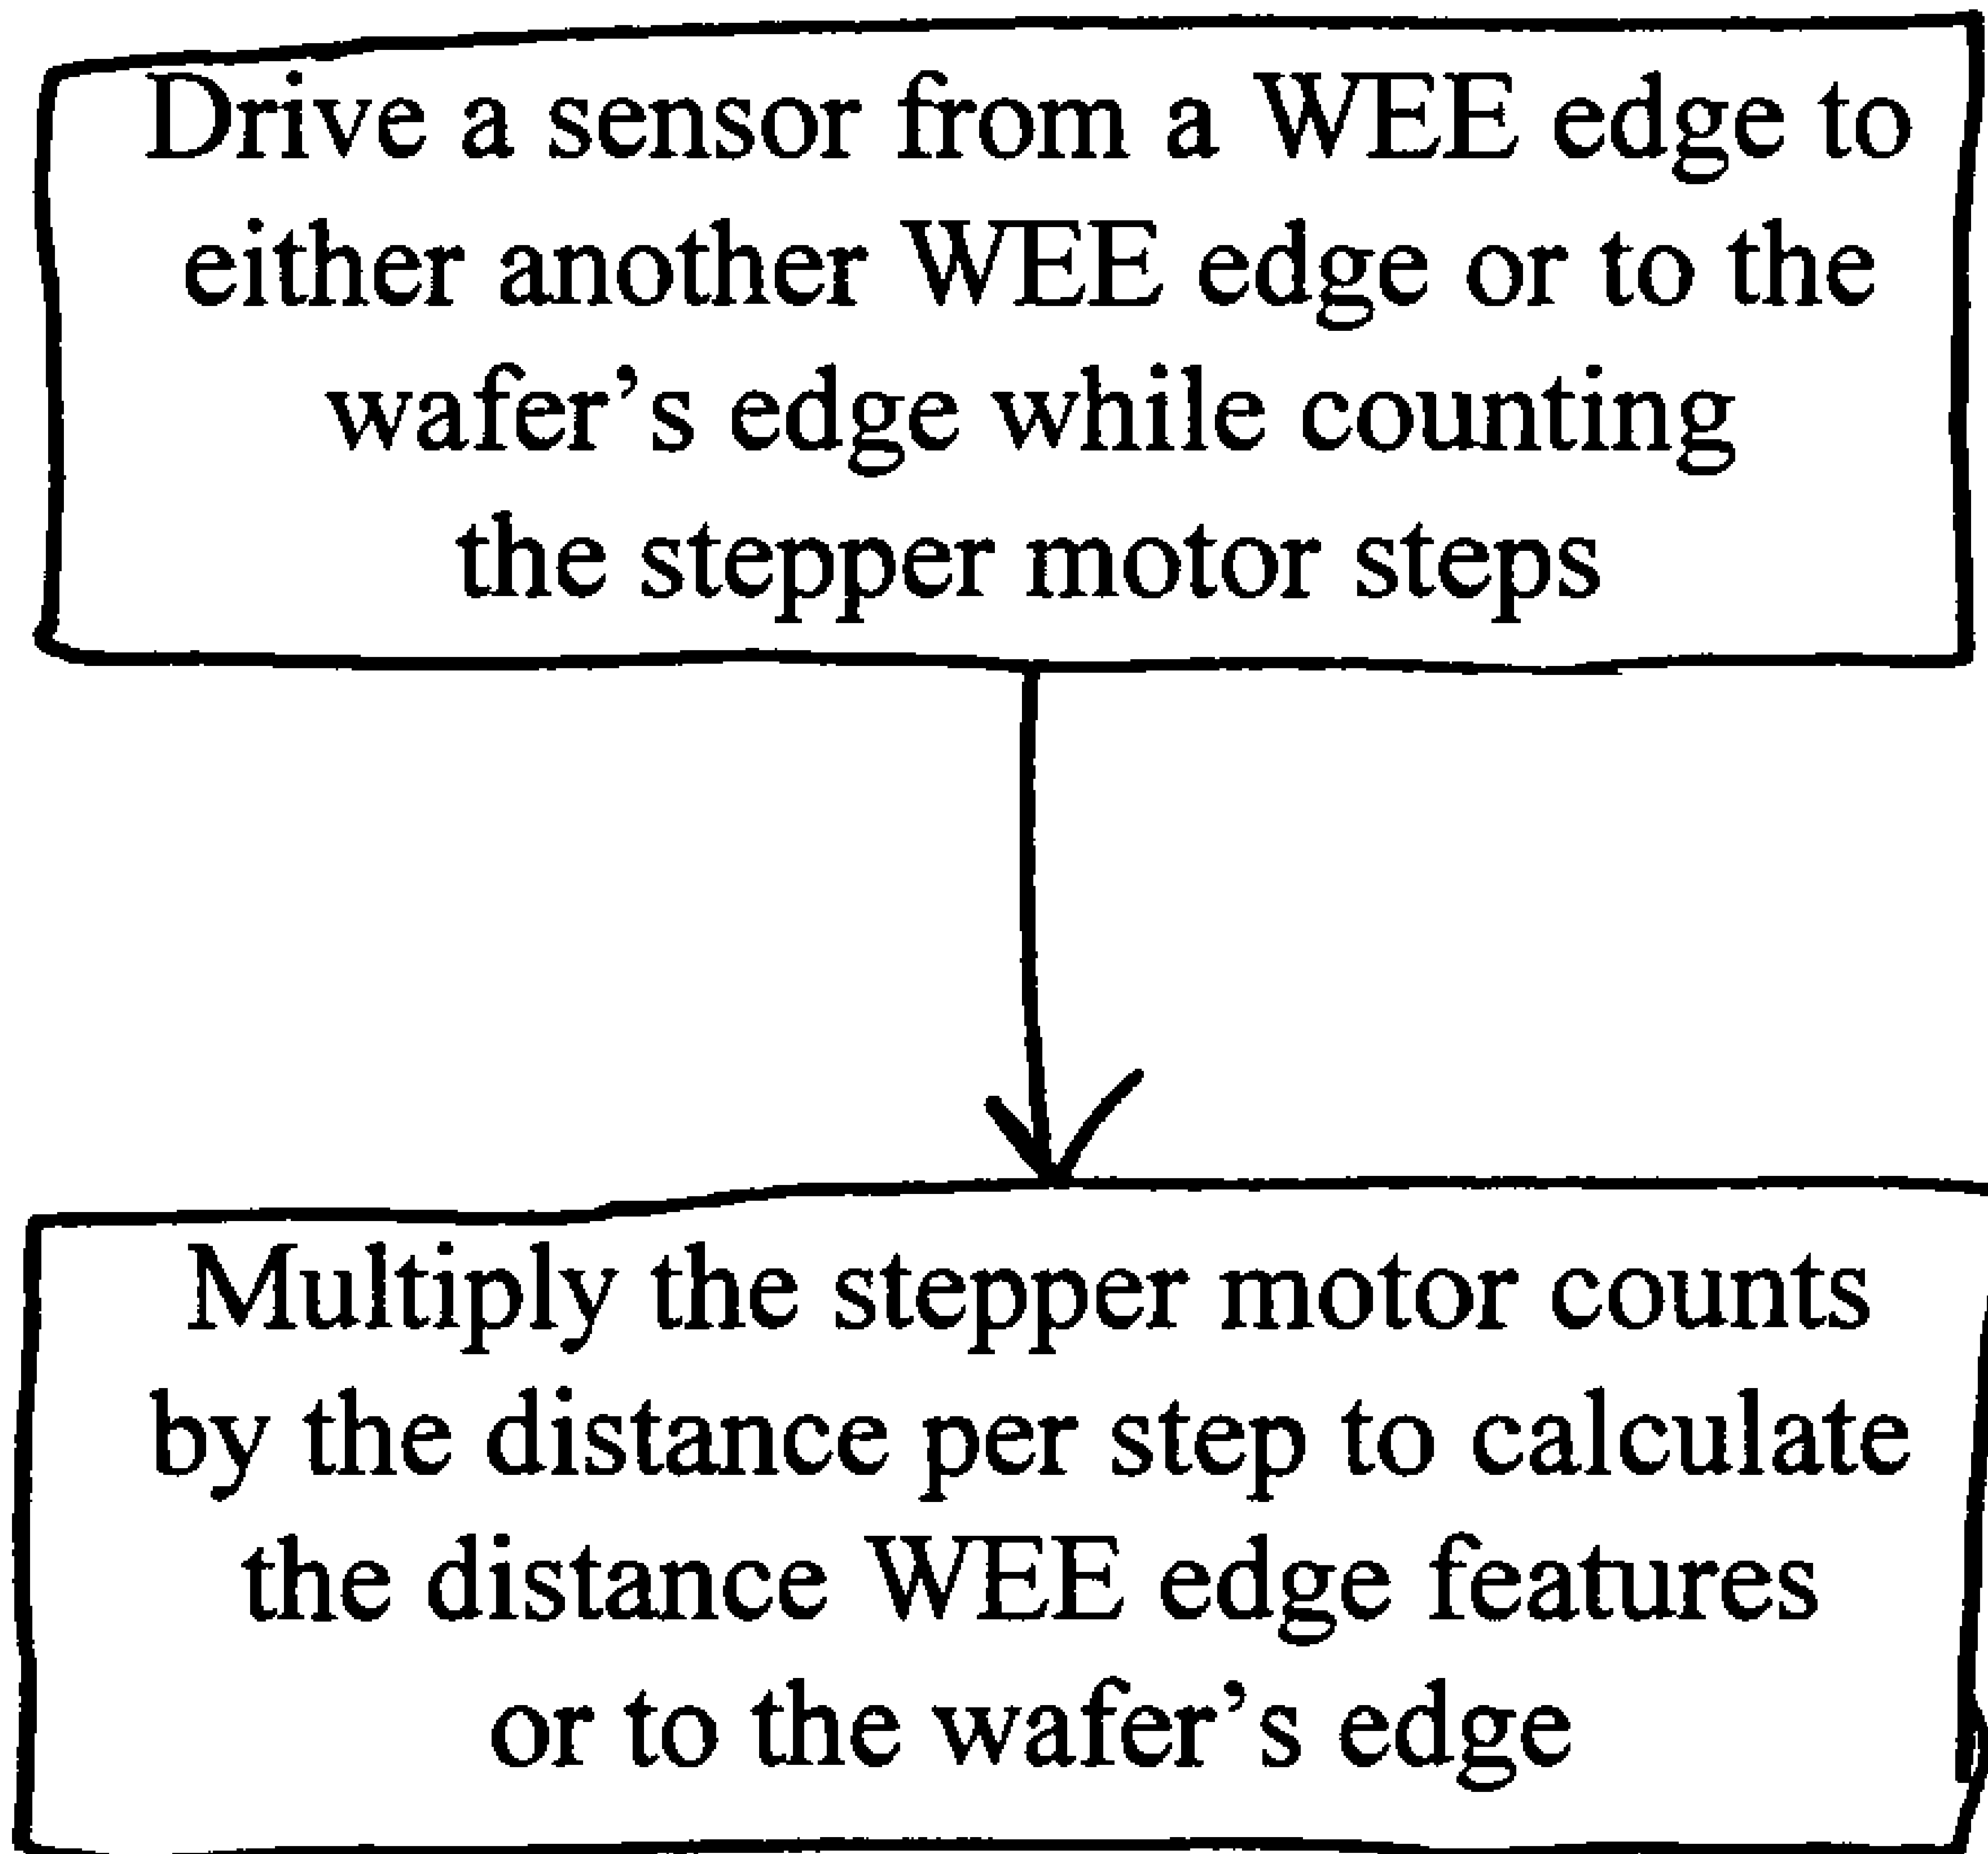 Drive a sensor from a WEE edge to
either another WEE edge or to the
wafer’s edge while counting
the stepper motor steps
Multiply the stepper motor counts
by the distance per step to calculate
the distance WEE edge features
or to the wafer’s edge